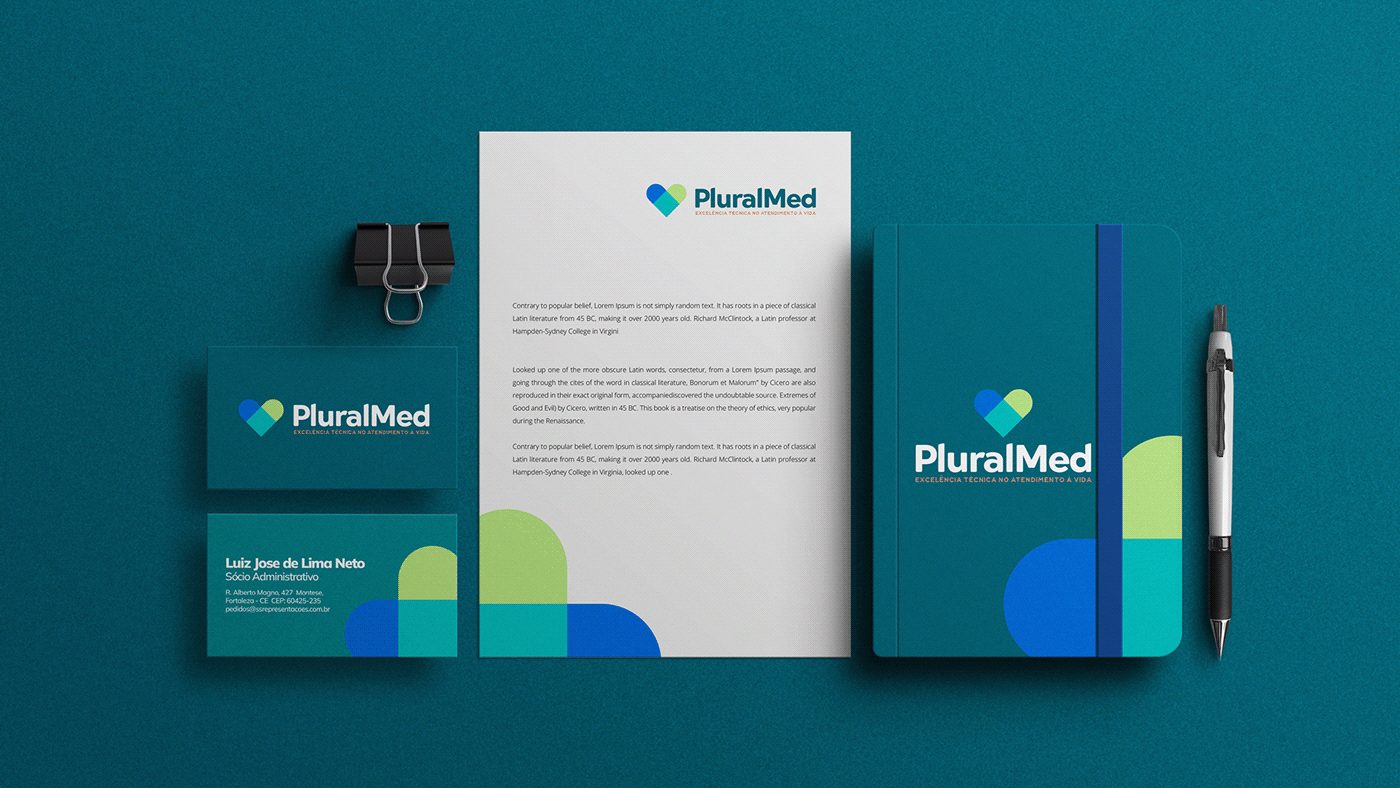 PluralMed
EXCELÊNCIA TÉCNICA NO ATENDIMENTO À VIDA
Luiz Jose de Lima Neto
Sócio Administrativo
R. Alberto Magno, 427 Montese,
Fortaleza - CE CEP: 60425-235
pedidos@ssrepresentacoes.com.br
PluralMed
EXCELÊNCIA TÉCNICA NO ATENDIMENTO À VIDA
Contrary to popular belief, Lorem Ipsum is not simply random text. It has roots in a piece of classical
Latin literature from 45 BC, making it over 2000 years old. Richard McClintock, a Latin professor at
Hampden-Sydney College in Virgini
Looked up one of the more obscure Latin words, consectetur, from a Lorem Ipsum passage, and
going through the cites of the word in classical literature, Bonorum et Malorum" by Cicero are also
reproduced in their exact original form, accompaniediscovered the undoubtable source. Extremes of
Good and Evil) by Cicero, written in 45 BC. This book is a treatise on the theory of ethics, very popular
during the Renaissance.
Contrary to popular belief, Lorem Ipsum is not simply random text. It has roots in a piece of classical
Latin literature from 45 BC, making it over 2000 years old. Richard McClintock, a Latin professor at
Hampden-Sydney College in Virginia, looked up one .
PluralMed
EXCELÊNCIA TÉCNICA NO ATENDIMENTO À VIDA